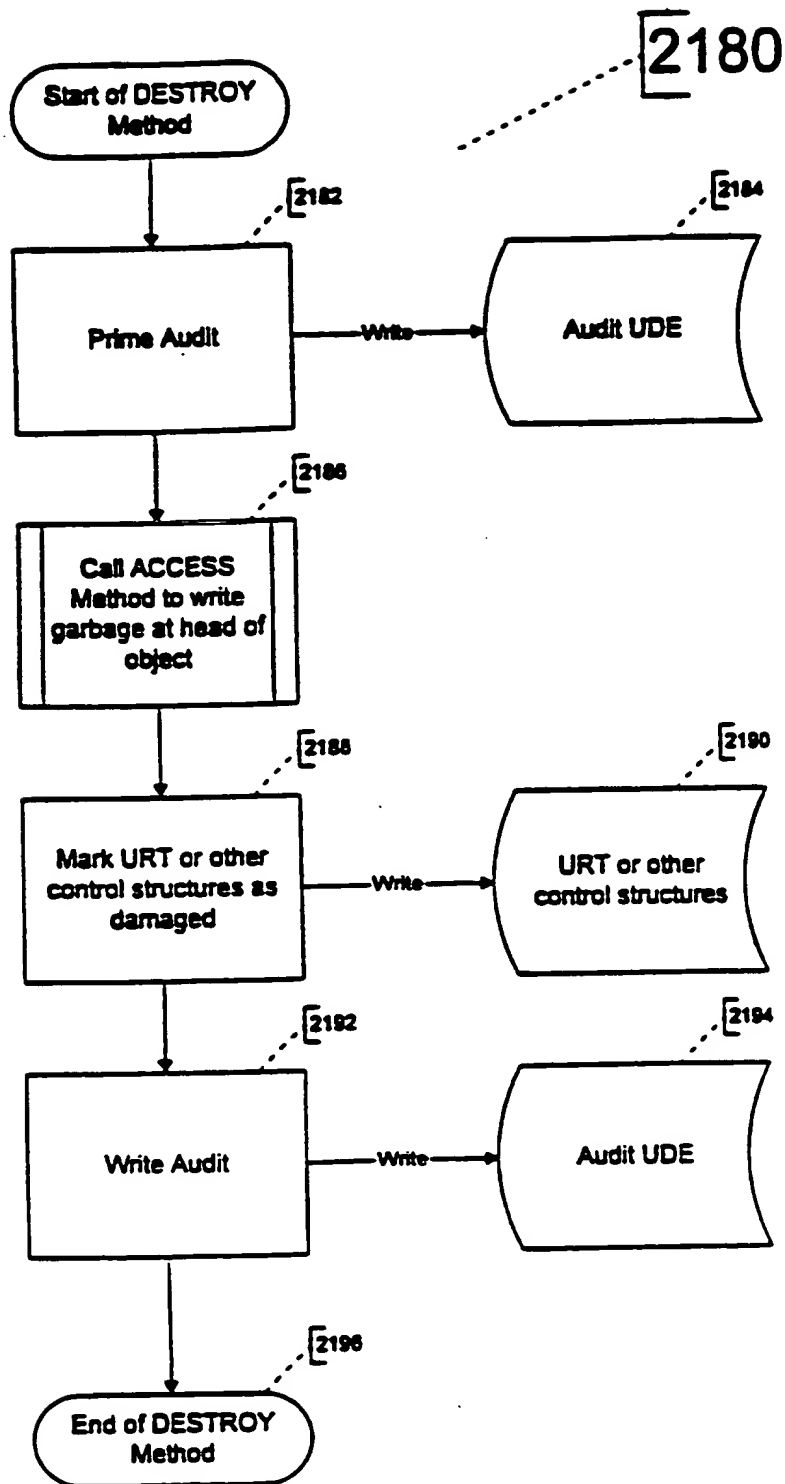 2180
Start of DESTROY
Method
2182
2184
Prime Audit
Write
Audit UDE
2186
Call ACCESS
Method to write
garbage at head of
object
2188
2190
Mark URT or other
control structures as
damaged
Write
URT or other
control structures
2192
2194
Write Audit
Write
Audit UDE
2196
End of DESTROY
Method